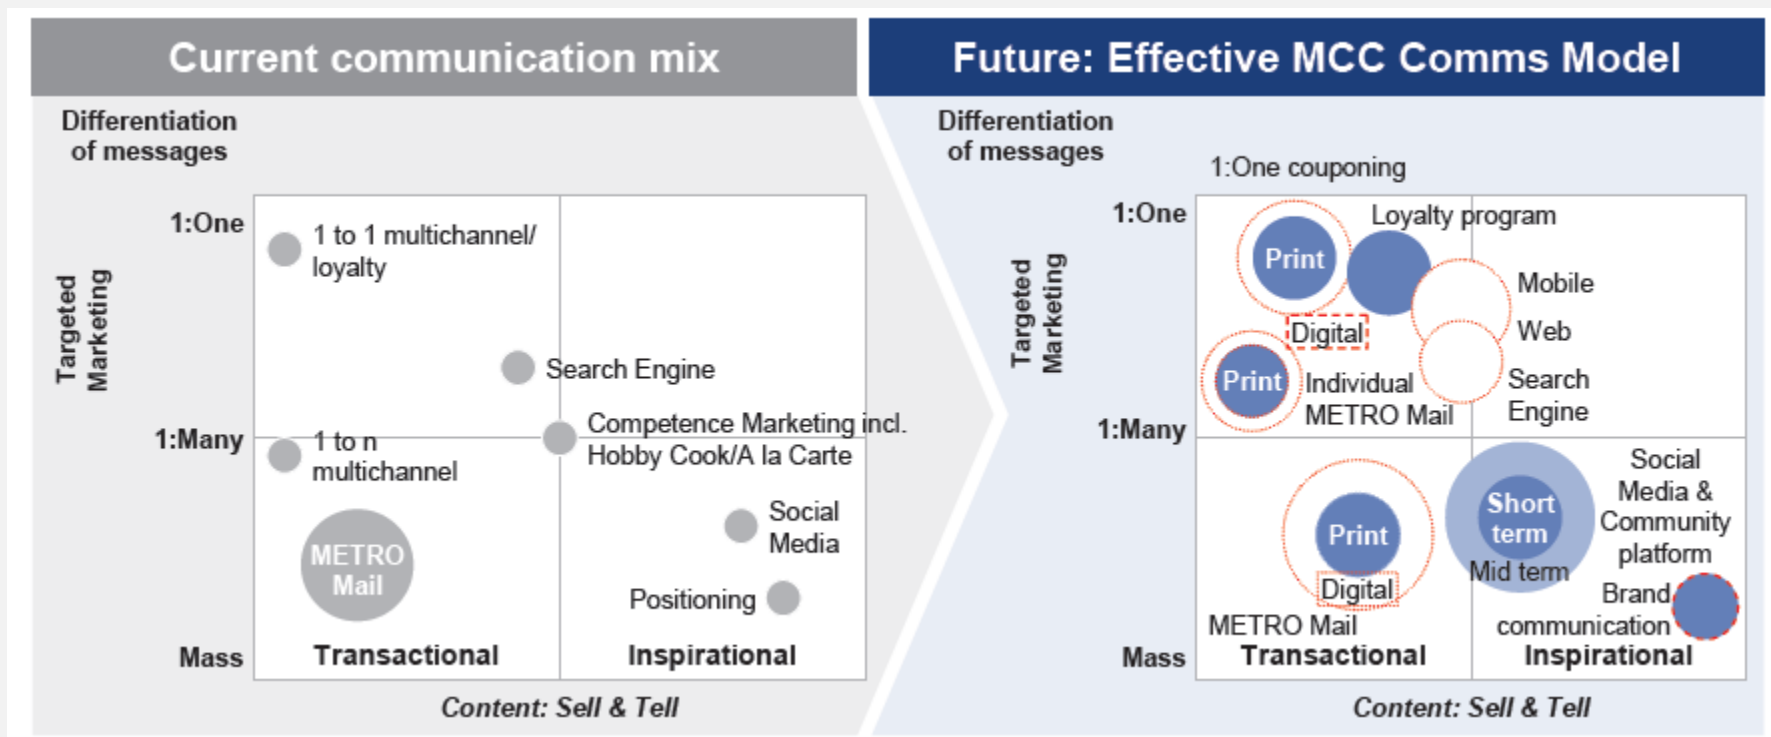 Current communication mix
Differentiation
of messages
1:One
Targeted
Marketing
1 to 1 multichannel/
loyalty
Search Engine
1:Many
Competence Marketing incl.
Hobby Cook/A la Carte
1 to n
multichannel
METRO
Mail
Social
Media
Positioning
Mass
Transactional
Inspirational
Content: Sell & Tell
Future: Effective MCC Comms Model
Differentiation
of messages
1:One couponing
1:One
Targeted
Marketing
Loyalty program
Print
Mobile
Digital
Web
Print
Individual
METRO Mail
Search
Engine
1:Many
Print
Digital
METRO Mail
Short
term
Mid term
Social
Media &
Community
platform
Brand
communication
Mass
Transactional
Inspirational
Content: Sell & Tell